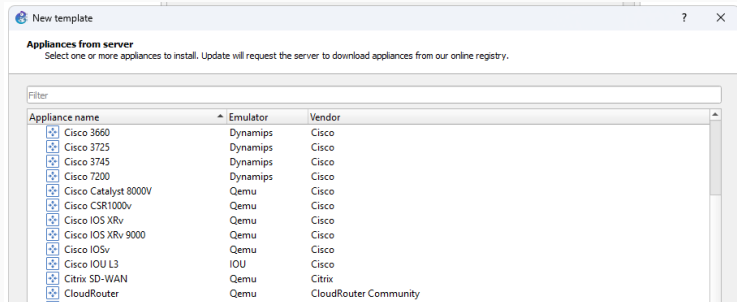 New template ? ×
Appliances from server
Select one or more appliances to install. Update will request the server to download appliances from our online registry.
Filter
Appliance name Emulator Vendor
Cisco 3660 Dynamips Cisco
Cisco 3725 Dynamips Cisco
Cisco 3745 Dynamips Cisco
Cisco 7200 Dynamips Cisco
Cisco Catalyst 8000V Qemu Cisco
Cisco CSR1000v Qemu Cisco
Cisco IOS XRv Qemu Cisco
Cisco IOS XRv 9000 Qemu Cisco
Cisco IOSv Qemu Cisco
Cisco IOU L3 IOU Cisco
Citrix SD-WAN Qemu Citrix
CloudRouter Qemu CloudRouter Community